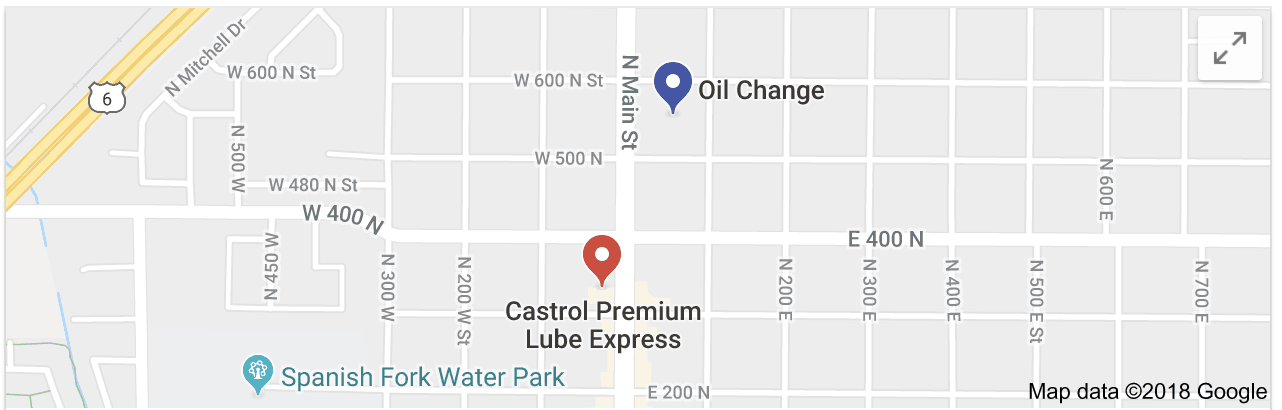 N Mitchell Dr
W 600 N St
6
N 500 W
W 600 N St
N Main St
Oil Change
W 500 N
W 480 N St
N 600 E
W 400 N
E 400 N
N 450 W
N 300 W
N 200 W St
Castrol Premium
Lube Express
N 200 E
N 300 E
N 400 E
N 500 E St
N 700 E
Spanish Fork Water Park
E 200 N
Map data ©2018 Google